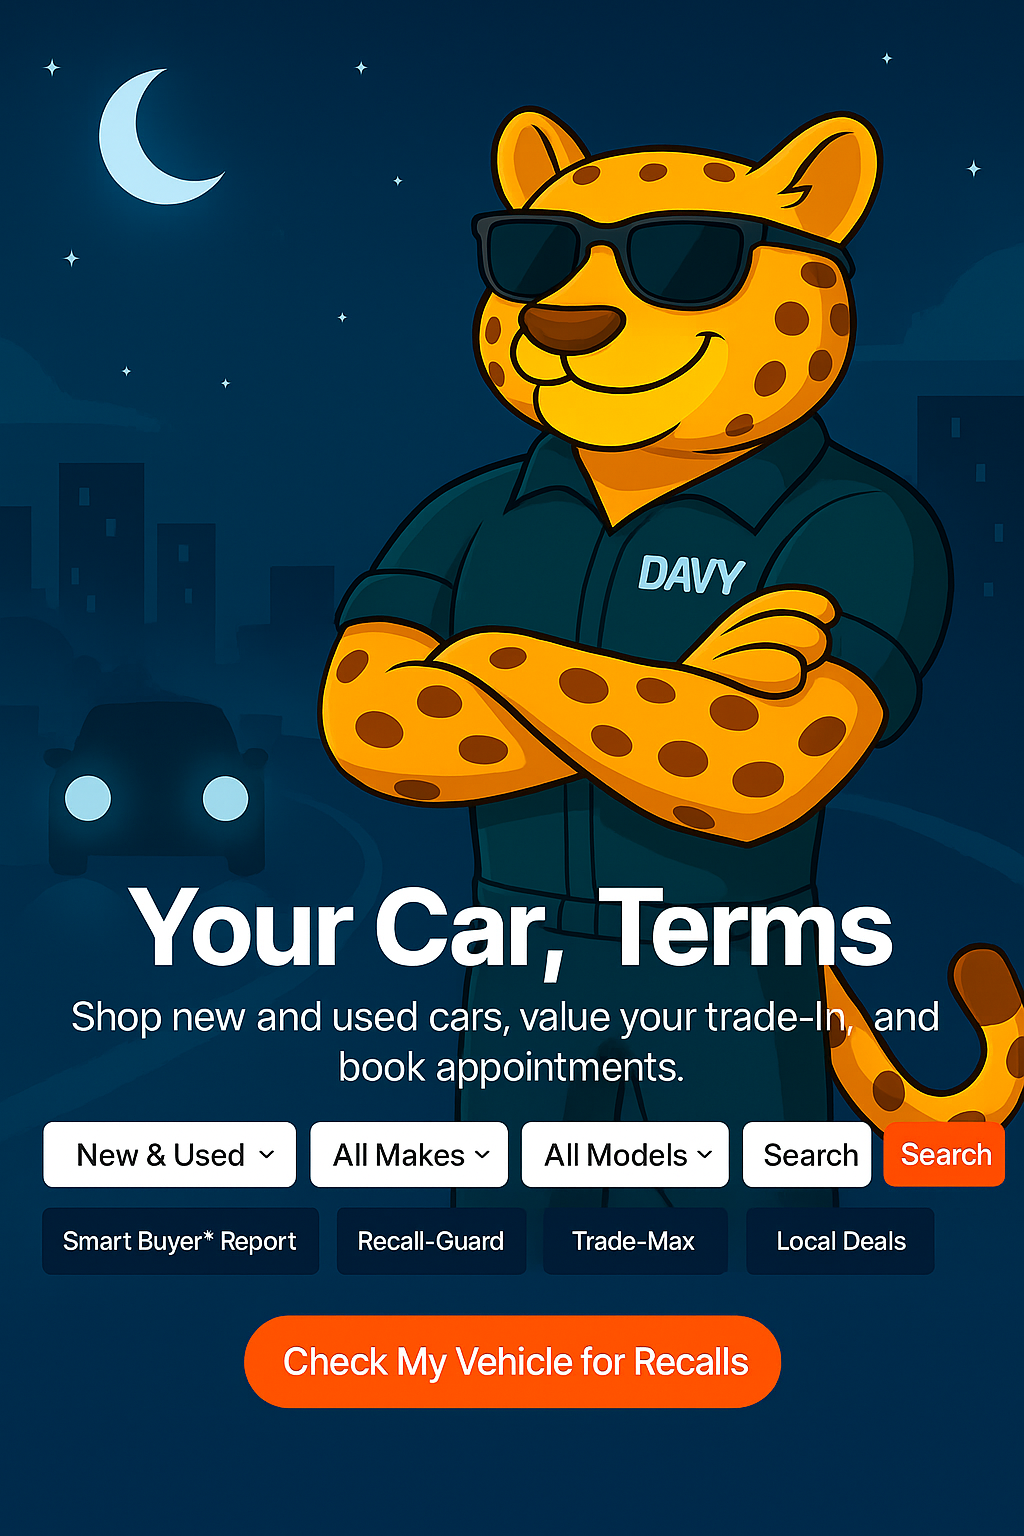 DAVY
Your Car, Terms
Shop new and used cars, value your trade-In, and
book appointments.
New & Used
All Makes
All Models
Search
Search
Smart Buyer* Report
Recall-Guard
Trade-Max
Local Deals
Check My Vehicle for Recalls